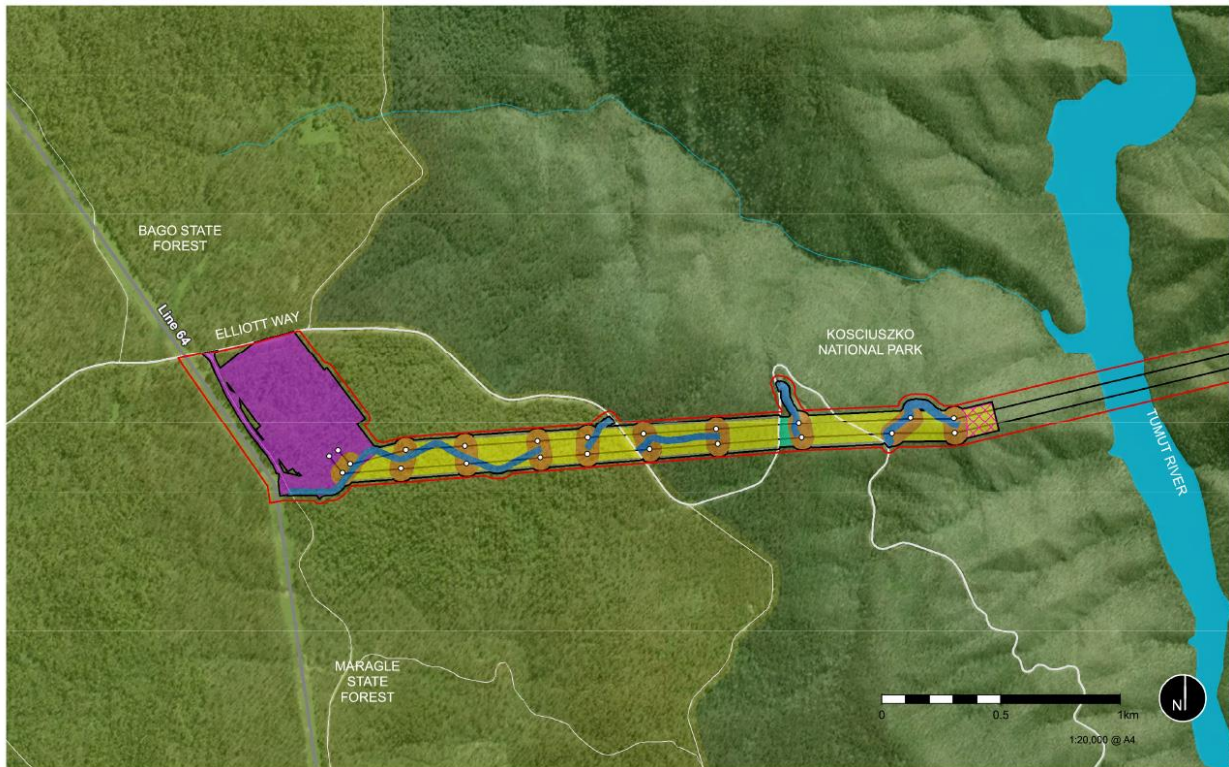 BAGO STATE
FOREST
Line 64
ELLIOTT WAY
KOSCIUSZKO
NATIONAL PARK
TUMUT RIVER
MARAGLE
STATE
FOREST
0
0.5
1km
1:20,000 @ A4
N